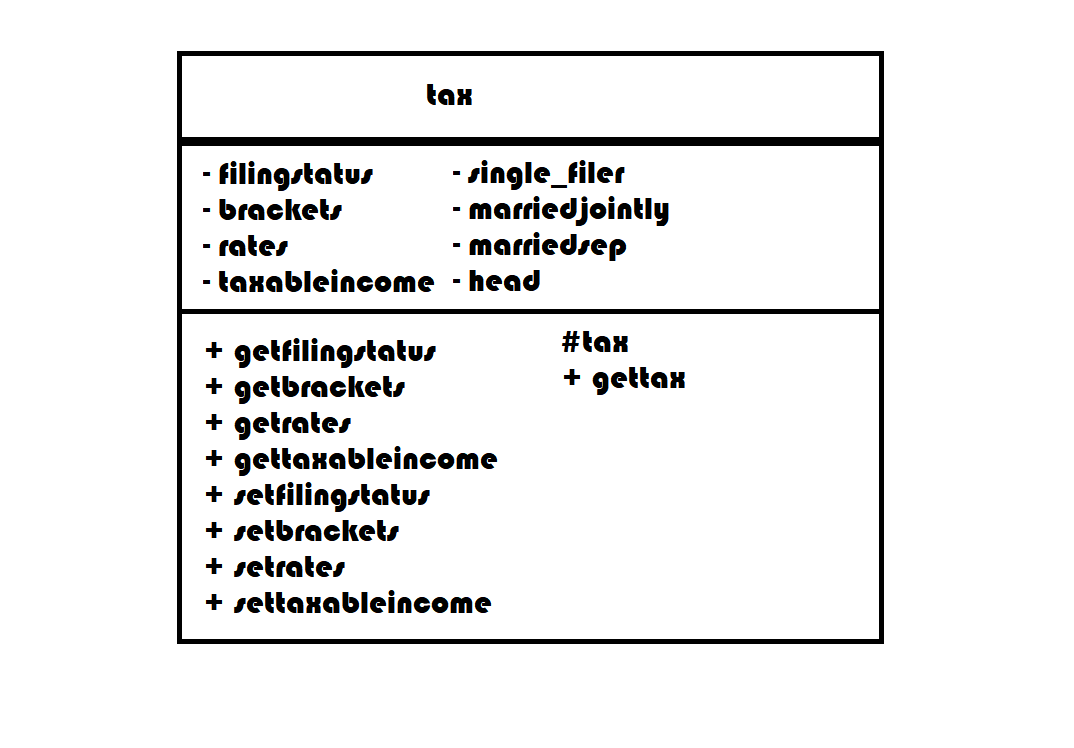 tax
- filingstatus
- brackets
- rates
- taxableincome
- single_filer
- marriedjointly
- marriedsep
- head
+ getfilingstatus
+ getbrackets
+ getrates
+ gettaxableincome
+ setfilingstatus
+ setbrackets
+ setrates
+ settaxableincome
#tax
+ gettax